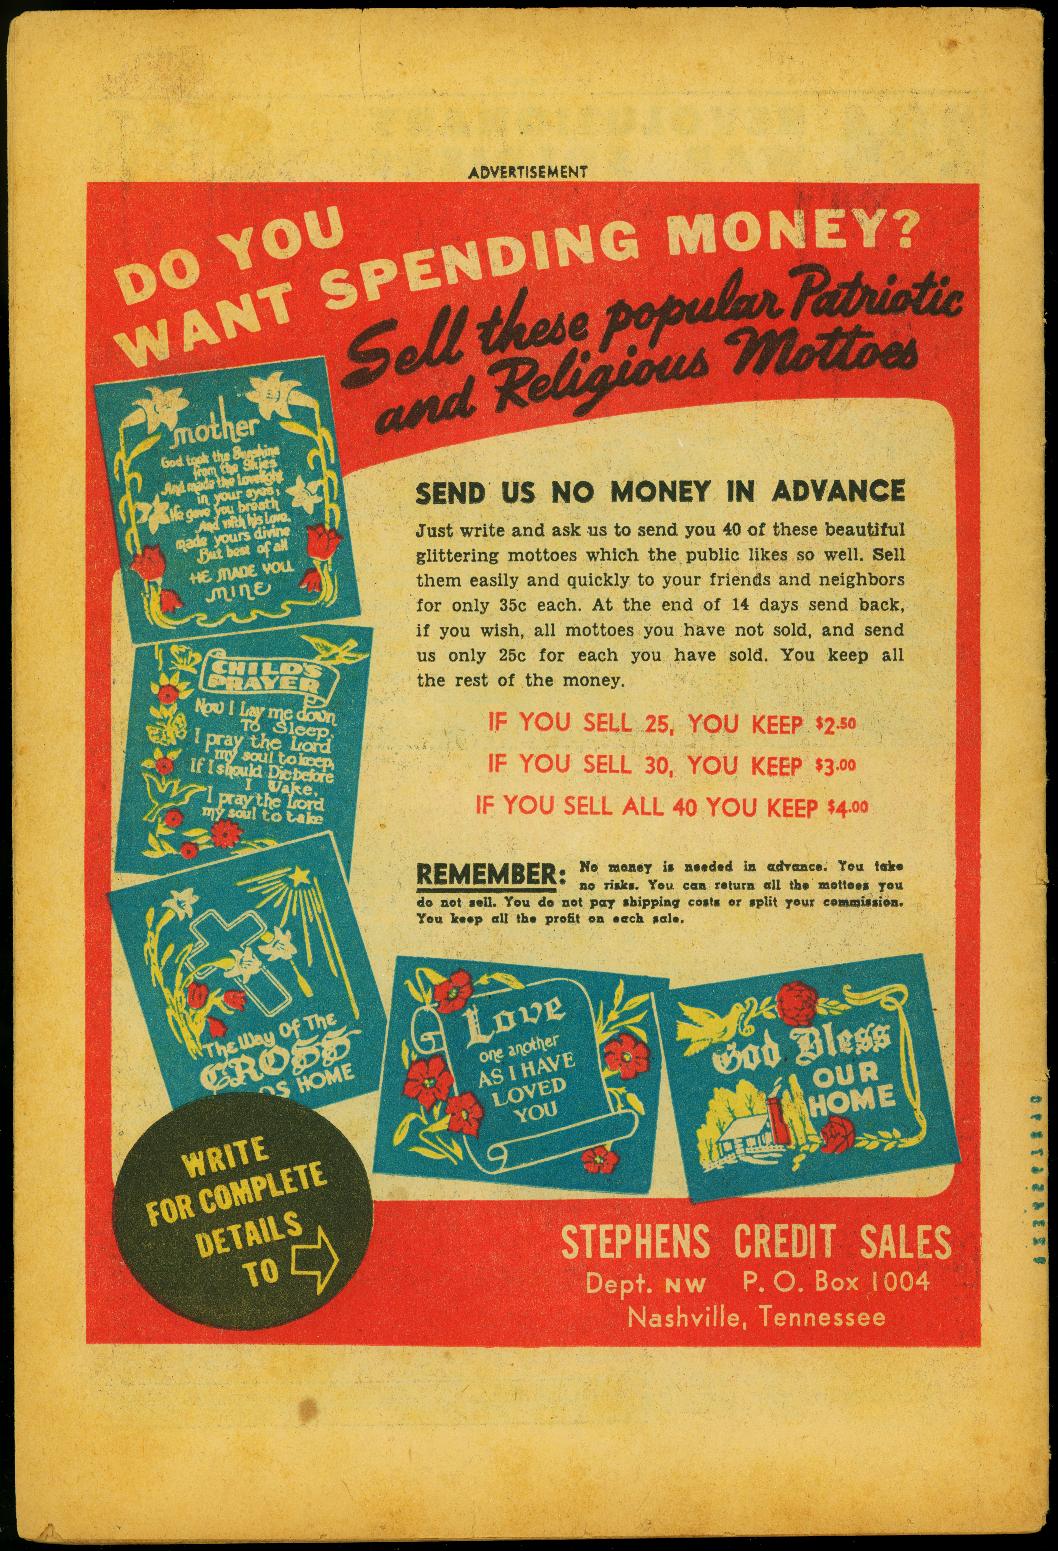 ADVERTISEMENT
DO YOU
WANT SPENDING MONEY?
Sell these popular Patriotic
and Religious Mottoes
mother
God took the Sunshine
from the Skies
And made the Lovelight
in your eyes;
He gave you breath
And with his Love,
made yours divine
But best of all
HE MADE YOU
MINE
CHILD'S
PRAYER
Now I Lay me down
To Sleep,
I pray the Lord
my soul to keep,
If I should Die before
I Wake,
I pray the Lord
my soul to take
The Way Of The
CROSS
DS HOME
SEND US NO MONEY IN ADVANCE
Just write and ask us to send you 40 of these beautiful
glittering mottoes which the public likes so well. Sell
them easily and quickly to your friends and neighbors
for only 35c each. At the end of 14 days send back,
if you wish, all mottoes you have not sold, and send
us only 25c for each you have sold. You keep all
the rest of the money.
IF YOU SELL 25, YOU KEEP $2.50
IF YOU SELL 30, YOU KEEP $3.00
IF YOU SELL ALL 40 YOU KEEP $4.00
REMEMBER: No money is needed in advance. You take
no risks. You can return all the mottoes you
do not sell. You do not pay shipping costs or split your commission.
You keep all the profit on each sale.
Love
one another
AS I HAVE
LOVED
YOU
God Bless
OUR
HOME
WRITE
FOR COMPLETE
DETAILS
TO
STEPHENS CREDIT SALES
Dept. NW P. O. Box 1004
Nashville, Tennessee